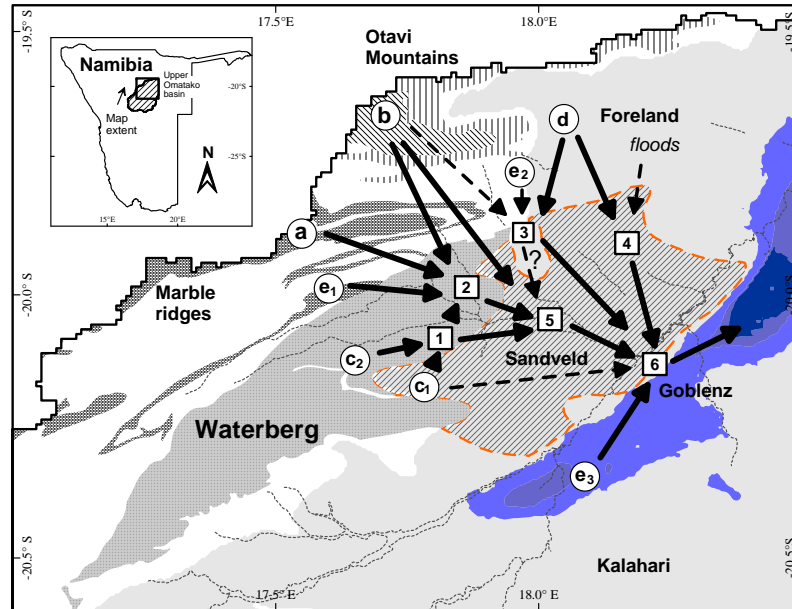 17.5° E
18.0° E
-19.5° S
-19.5° S
Otavi
Mountains
Namibia
Upper
Omatako
basin
Map
extent
N
-20° S
-25° S
15°E
20°E
Foreland
floods
b
d
e2
a
3
4
?
e1
2
-20.0° S
-20.0° S
Marble
ridges
5
1
c2
Sandveld
6
c1
Goblenz
Waterberg
e3
Kalahari
-20.5° S
-20.5° S
17.5° E
18.0° E